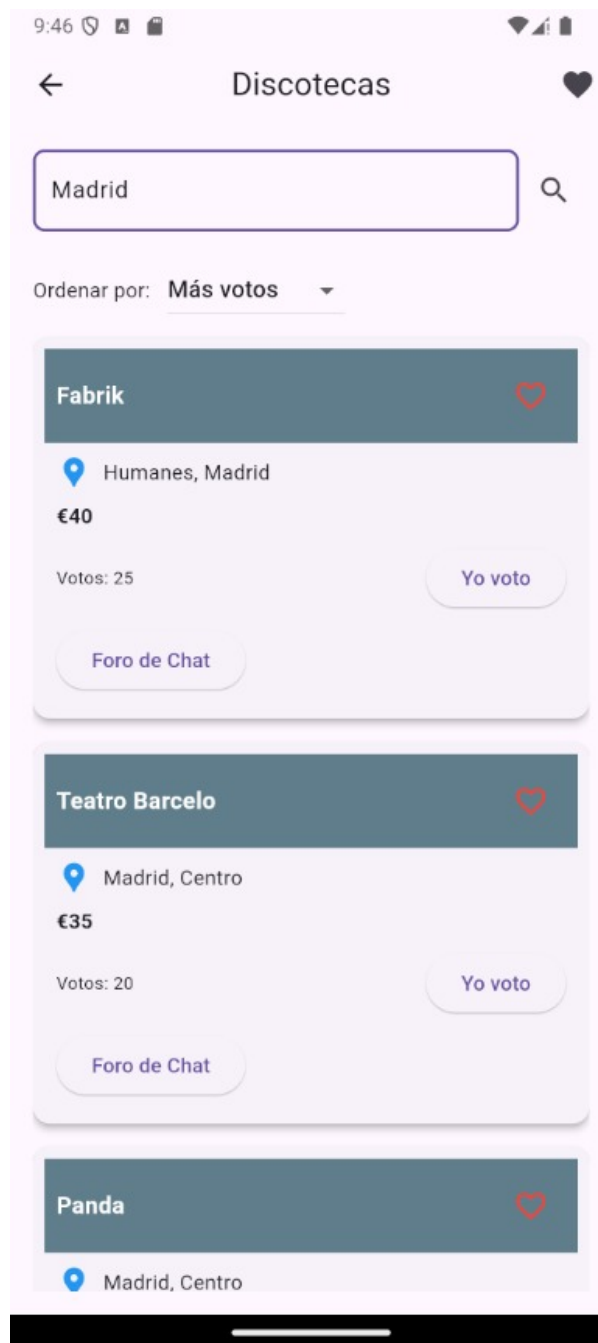 9:46
Discotecas
Madrid
Ordenar por: Más votos
Fabrik
Humanes, Madrid
€40
Votos: 25 Yo voto
Foro de Chat
Teatro Barcelo
Madrid, Centro
€35
Votos: 20 Yo voto
Foro de Chat
Panda
Madrid, Centro